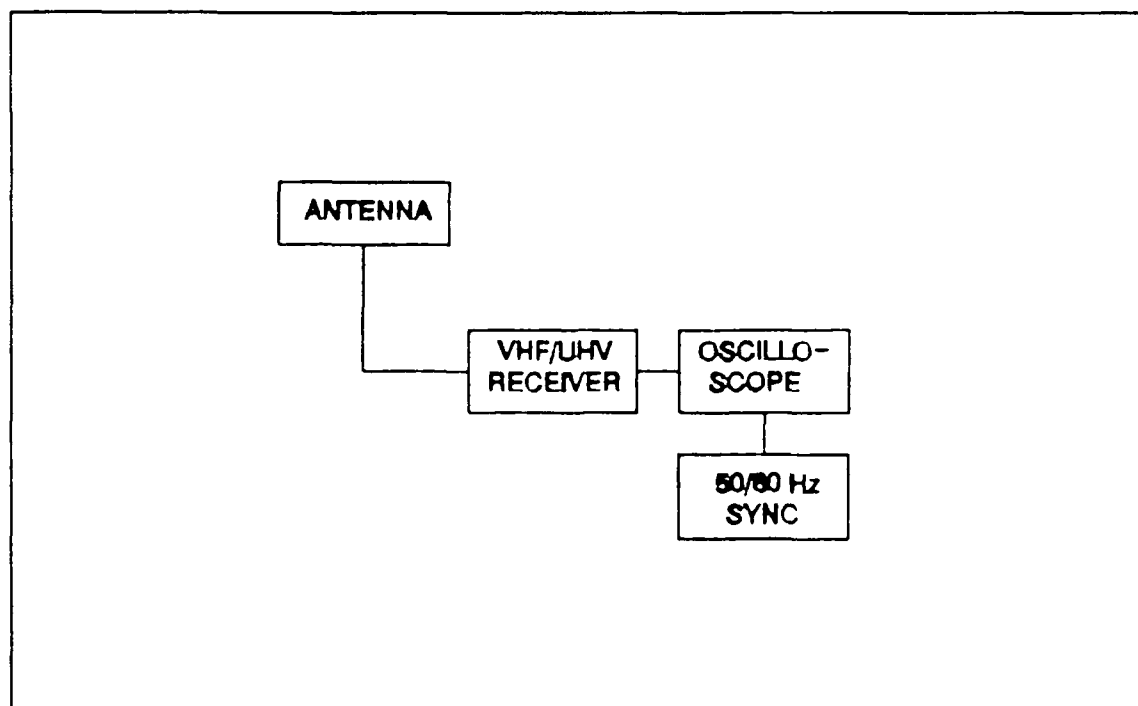 ANTENNA
VHF/UHV
RECEIVER
OSCILLO-
SCOPE
50/60 Hz
SYNC